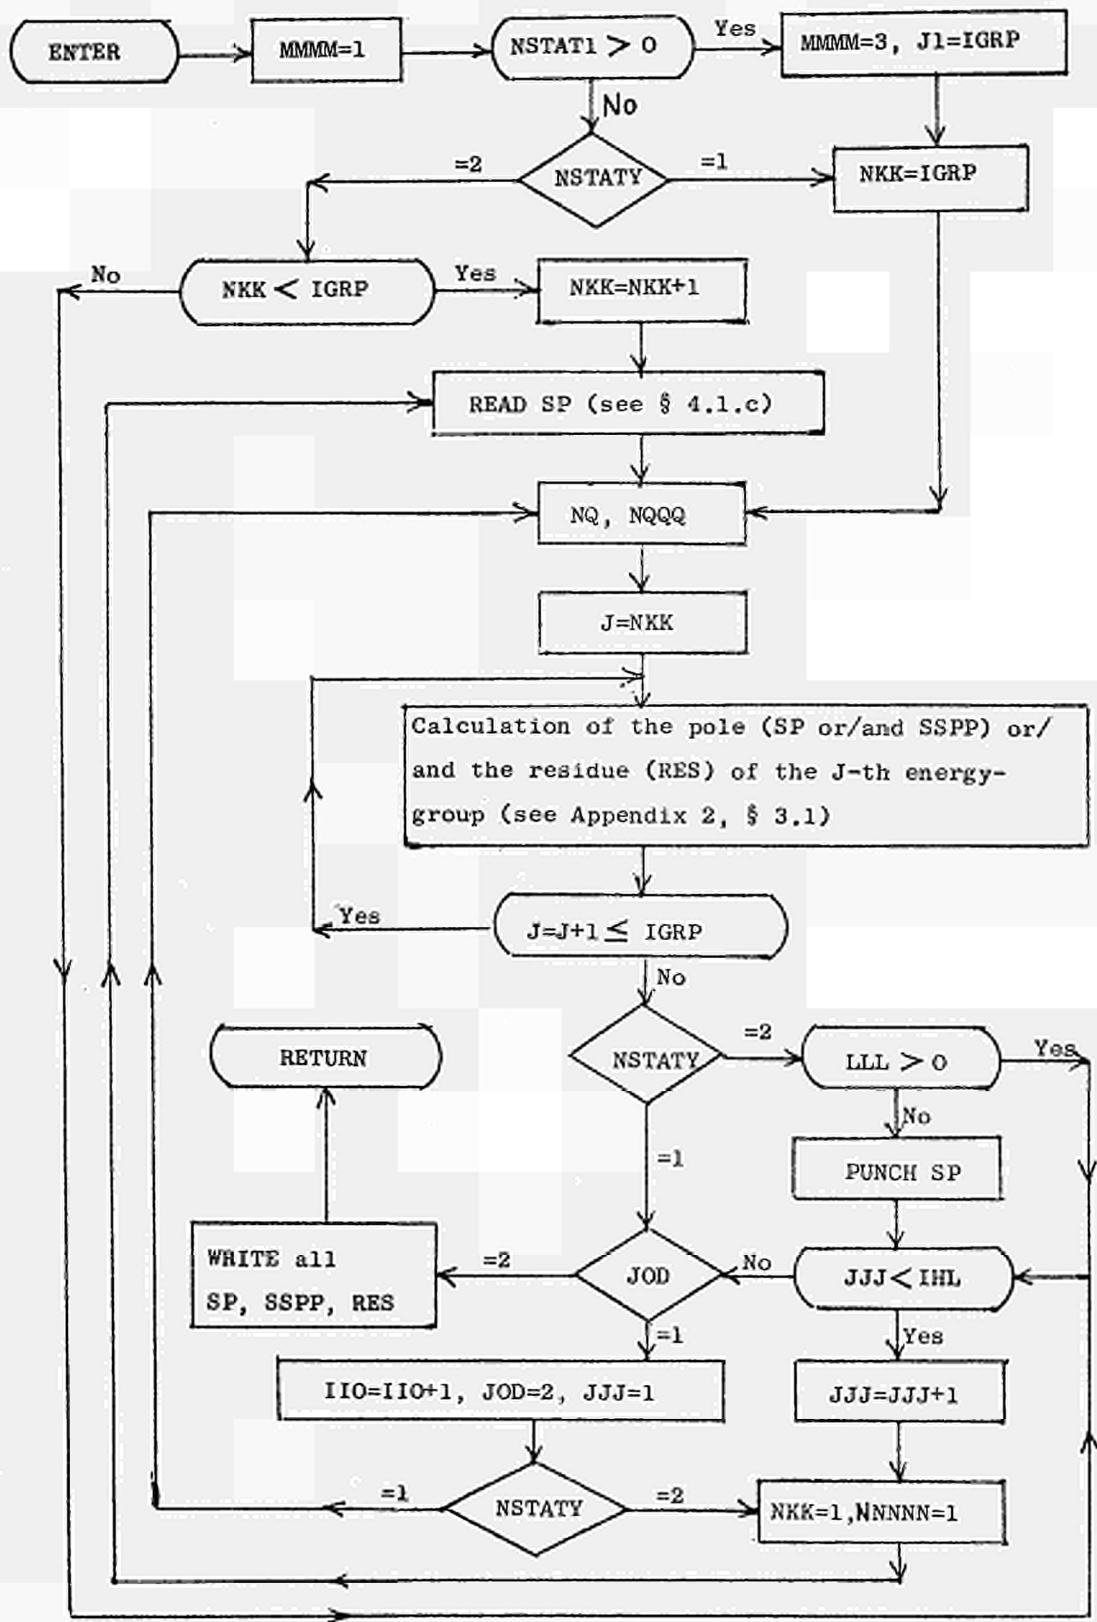 ENTER
MMMM=1
NSTAT1 > 0
Yes
MMMM=3, J1=IGRP
No
=2
NSTATY
=1
NKK=IGRP
No
NKK < IGRP
Yes
NKK=NKK+1
READ SP (see § 4.1.c)
NQ, NQQQ
J=NKK
Calculation of the pole (SP or/and SSPP) or/
and the residue (RES) of the J-th energy-
group (see Appendix 2, § 3.1)
Yes
J=J+1 ≤ IGRP
No
RETURN
NSTATY
=2
LLL > 0
Yes
No
=1
PUNCH SP
WRITE all
SP, SSPP, RES
=2
JOD
No
JJJ < IHL
=1
Yes
IIO=IIO+1, JOD=2, JJJ=1
JJJ=JJJ+1
=1
NSTATY
=2
NKK=1,NNNNN=1